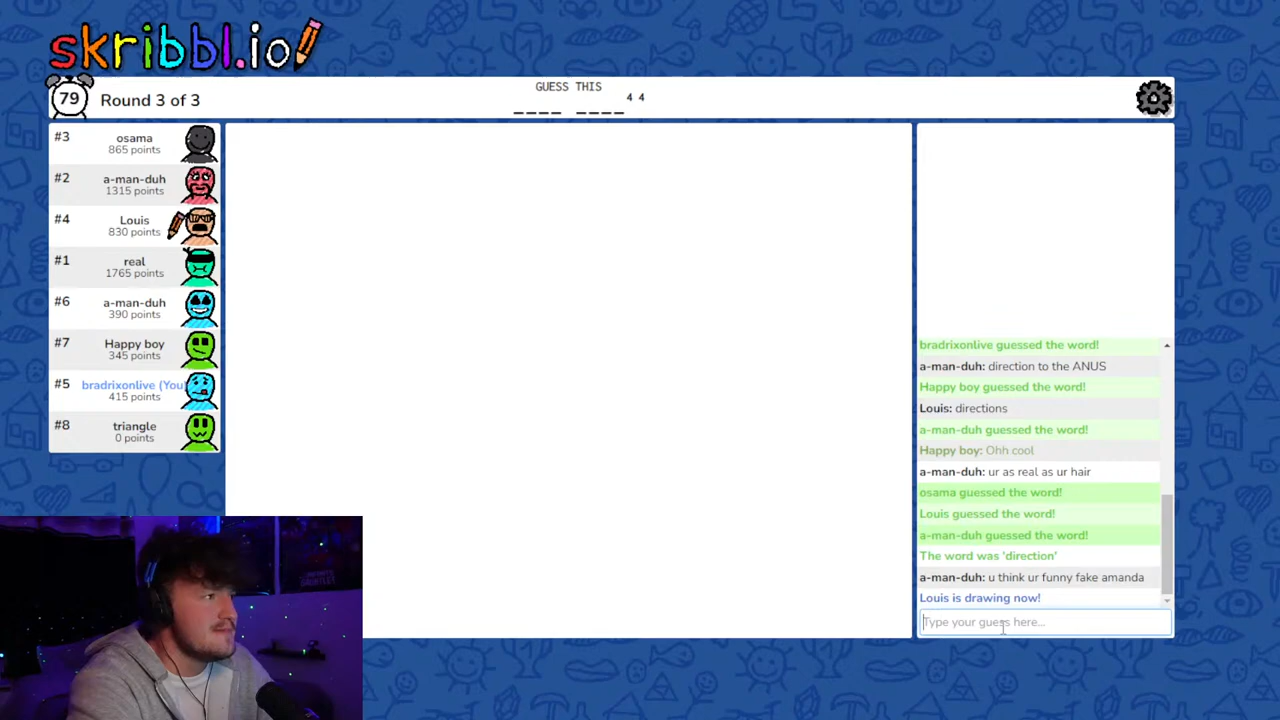 skribbl.io
79
Round 3 of 3
GUESS THIS
____ ____ 4 4
#3 osama
865 points
#2 a-man-duh
1315 points
#4 Louis
830 points
#1 real
1765 points
#6 a-man-duh
390 points
#7 Happy boy
345 points
#5 bradrixonlive (You
415 points
#8 triangle
0 points
bradrixonlive guessed the word!
a-man-duh: direction to the ANUS
Happy boy guessed the word!
Louis: directions
a-man-duh guessed the word!
Happy boy: Ohh cool
a-man-duh: ur as real as ur hair
osama guessed the word!
Louis guessed the word!
a-man-duh guessed the word!
The word was 'direction'
a-man-duh: u think ur funny fake amanda
Louis is drawing now!
Type your guess here...